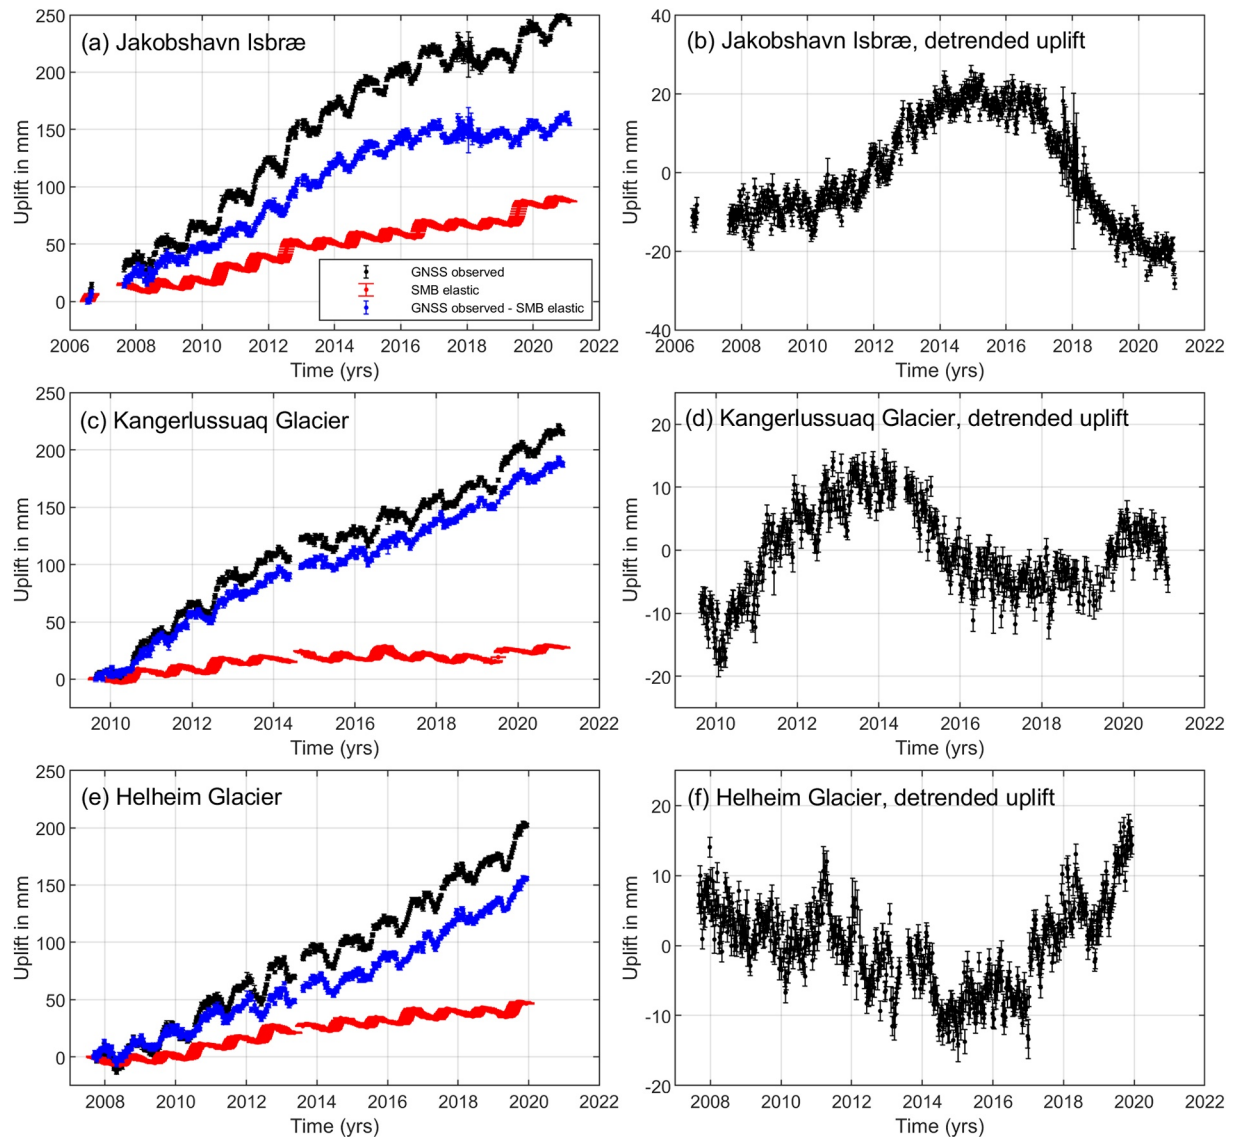 (a) Jakobshavn Isbræ
Uplift in mm
250
200
150
100
50
0
GNSS observed
SMB elastic
GNSS observed - SMB elastic
2006 2008 2010 2012 2014 2016 2018 2020 2022
Time (yrs)
(b) Jakobshavn Isbræ, detrended uplift
Uplift in mm
40
20
0
-20
-40
2006 2008 2010 2012 2014 2016 2018 2020 2022
Time (yrs)
(c) Kangerlussuaq Glacier
Uplift in mm
250
200
150
100
50
0
2010 2012 2014 2016 2018 2020 2022
Time (yrs)
(d) Kangerlussuaq Glacier, detrended uplift
Uplift in mm
20
10
0
-10
-20
2010 2012 2014 2016 2018 2020 2022
Time (yrs)
(e) Helheim Glacier
Uplift in mm
250
200
150
100
50
0
2008 2010 2012 2014 2016 2018 2020 2022
Time (yrs)
(f) Helheim Glacier, detrended uplift
Uplift in mm
20
10
0
-10
-20
2008 2010 2012 2014 2016 2018 2020 2022
Time (yrs)